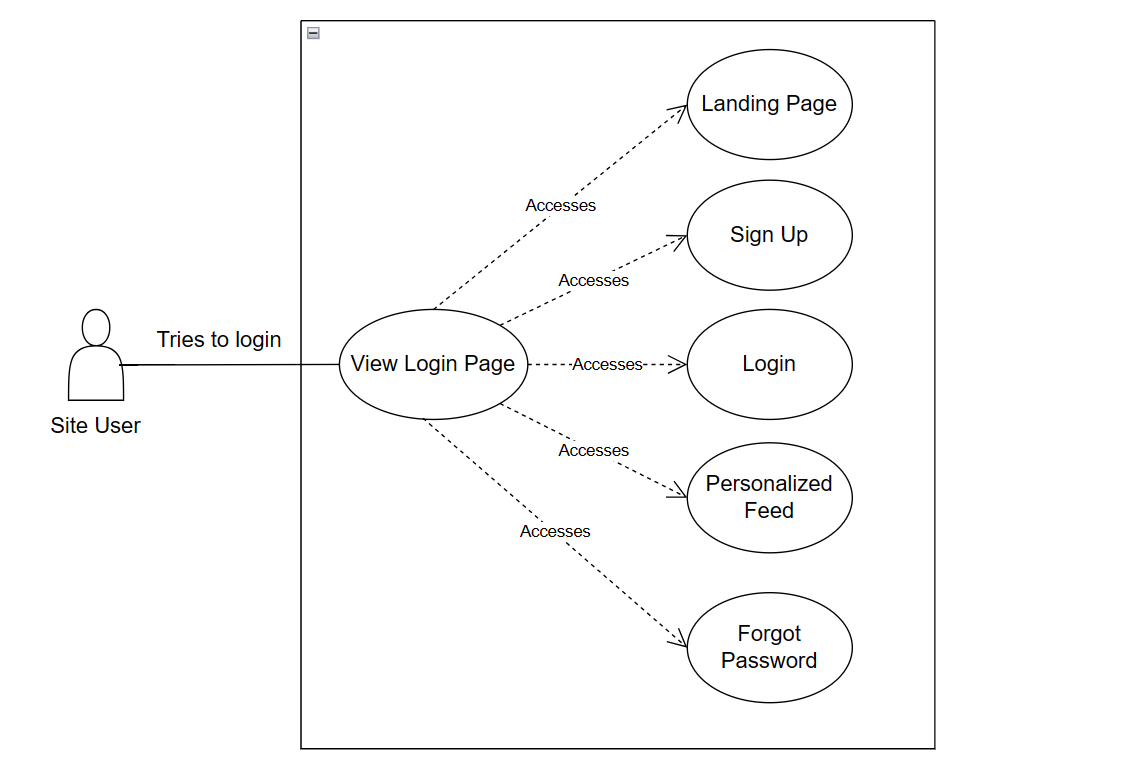 Landing Page
Accesses
Sign Up
Accesses
Tries to login
View Login Page
Accesses
Login
Site User
Accesses
Personalized
Feed
Accesses
Forgot
Password